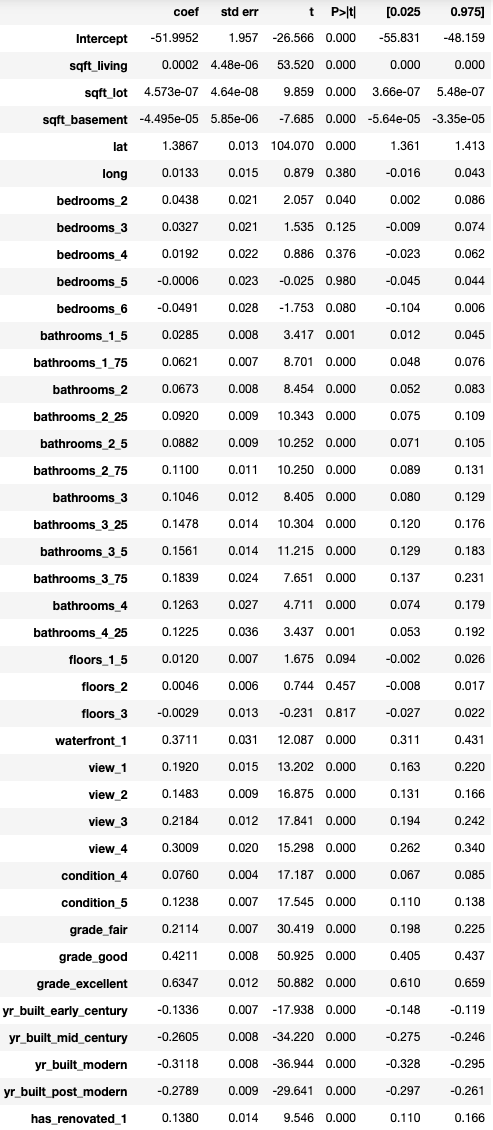 coef std err t P>|t| [0.025 0.975]
Intercept -51.9952 1.957 -26.566 0.000 -55.831 -48.159
sqft_living 0.0002 4.48e-06 53.520 0.000 0.000 0.000
sqft_lot 4.573e-07 4.64e-08 9.859 0.000 3.66e-07 5.48e-07
sqft_basement -4.495e-05 5.85e-06 -7.685 0.000 -5.64e-05 -3.35e-05
lat 1.3867 0.013 104.070 0.000 1.361 1.413
long 0.0133 0.015 0.879 0.380 -0.016 0.043
bedrooms_2 0.0438 0.021 2.057 0.040 0.002 0.086
bedrooms_3 0.0327 0.021 1.535 0.125 -0.009 0.074
bedrooms_4 0.0192 0.022 0.886 0.376 -0.023 0.062
bedrooms_5 -0.0006 0.023 -0.025 0.980 -0.045 0.044
bedrooms_6 -0.0491 0.028 -1.753 0.080 -0.104 0.006
bathrooms_1_5 0.0285 0.008 3.417 0.001 0.012 0.045
bathrooms_1_75 0.0621 0.007 8.701 0.000 0.048 0.076
bathrooms_2 0.0673 0.008 8.454 0.000 0.052 0.083
bathrooms_2_25 0.0920 0.009 10.343 0.000 0.075 0.109
bathrooms_2_5 0.0882 0.009 10.252 0.000 0.071 0.105
bathrooms_2_75 0.1100 0.011 10.250 0.000 0.089 0.131
bathrooms_3 0.1046 0.012 8.405 0.000 0.080 0.129
bathrooms_3_25 0.1478 0.014 10.304 0.000 0.120 0.176
bathrooms_3_5 0.1561 0.014 11.215 0.000 0.129 0.183
bathrooms_3_75 0.1839 0.024 7.651 0.000 0.137 0.231
bathrooms_4 0.1263 0.027 4.711 0.000 0.074 0.179
bathrooms_4_25 0.1225 0.036 3.437 0.001 0.053 0.192
floors_1_5 0.0120 0.007 1.675 0.094 -0.002 0.026
floors_2 0.0046 0.006 0.744 0.457 -0.008 0.017
floors_3 -0.0029 0.013 -0.231 0.817 -0.027 0.022
waterfront_1 0.3711 0.031 12.087 0.000 0.311 0.431
view_1 0.1920 0.015 13.202 0.000 0.163 0.220
view_2 0.1483 0.009 16.875 0.000 0.131 0.166
view_3 0.2184 0.012 17.841 0.000 0.194 0.242
view_4 0.3009 0.020 15.298 0.000 0.262 0.340
condition_4 0.0760 0.004 17.187 0.000 0.067 0.085
condition_5 0.1238 0.007 17.545 0.000 0.110 0.138
grade_fair 0.2114 0.007 30.419 0.000 0.198 0.225
grade_good 0.4211 0.008 50.925 0.000 0.405 0.437
grade_excellent 0.6347 0.012 50.882 0.000 0.610 0.659
yr_built_early_century -0.1336 0.007 -17.938 0.000 -0.148 -0.119
yr_built_mid_century -0.2605 0.008 -34.220 0.000 -0.275 -0.246
yr_built_modern -0.3118 0.008 -36.944 0.000 -0.328 -0.295
yr_built_post_modern -0.2789 0.009 -29.641 0.000 -0.297 -0.261
has_renovated_1 0.1380 0.014 9.546 0.000 0.110 0.166